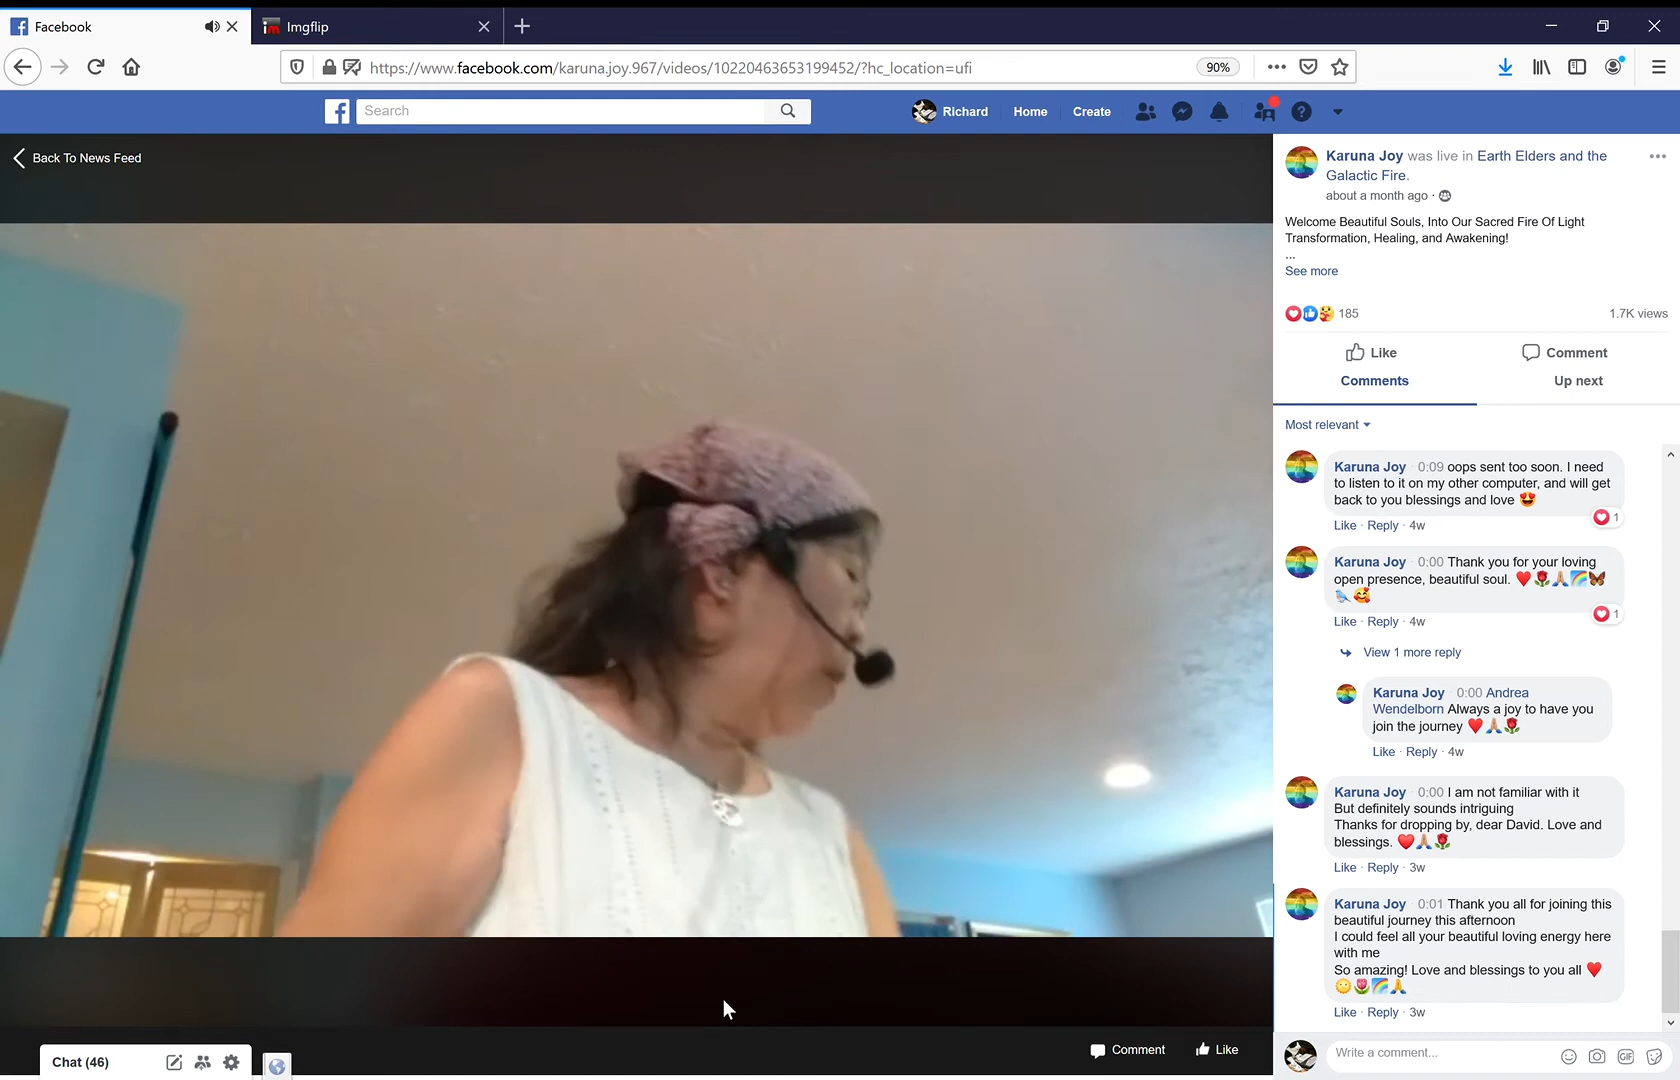 Facebook
Imgflip
https://www.facebook.com/karuna.joy.967/videos/10220463653199452/?hc_location=ufi
90%
Search
Richard
Home
Create
Back To News Feed
Karuna Joy was live in Earth Elders and the
Galactic Fire.
about a month ago ·
Welcome Beautiful Souls, Into Our Sacred Fire Of Light
Transformation, Healing, and Awakening!
...
See more
185
1.7K views
Like
Comment
Comments
Up next
Most relevant
Karuna Joy · 0:09 oops sent too soon. I need
to listen to it on my other computer, and will get
back to you blessings and love 😍
1
Like · Reply · 4w
Karuna Joy · 0:00 Thank you for your loving
open presence, beautiful soul. ❤️🌹🙏🌈🦋
🐦🥰
1
Like · Reply · 4w
View 1 more reply
Karuna Joy · 0:00 Andrea
Wendelborn Always a joy to have you
join the journey ❤️🙏🌹
Like · Reply · 4w
Karuna Joy · 0:00 I am not familiar with it
But definitely sounds intriguing
Thanks for dropping by, dear David. Love and
blessings. ❤️🙏🌹
Like · Reply · 3w
Karuna Joy · 0:01 Thank you all for joining this
beautiful journey this afternoon
I could feel all your beautiful loving energy here
with me
So amazing! Love and blessings to you all ❤️
🌞🌷🌈🙏
Like · Reply · 3w
Comment
Like
Chat (46)
Write a comment...
GIF